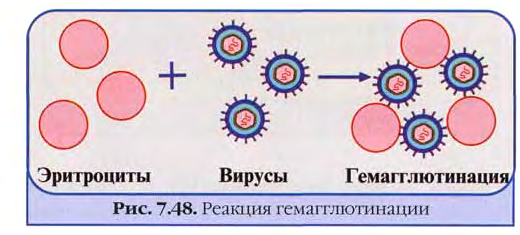 Эритроциты Вирусы Гемагглютинация
Рис. 7.48. Реакция гемагглютинации